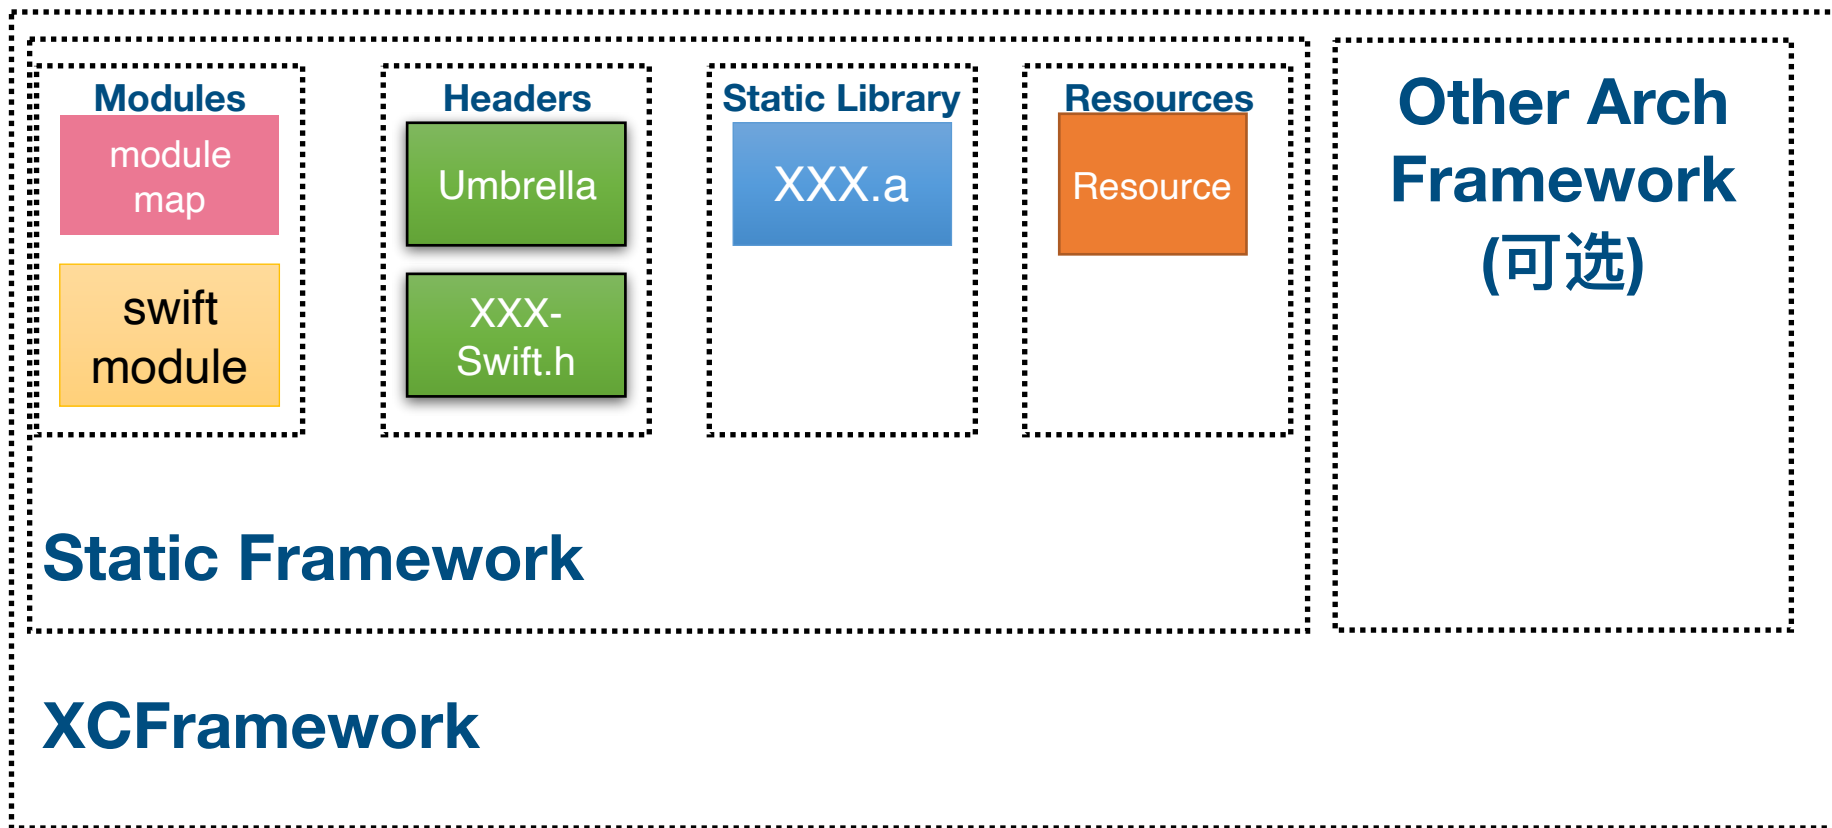 Modules
module
map
swift
module
Headers
Umbrella
XXX-
Swift.h
Static Library
XXX.a
Resources
Resource
Other Arch
Framework
(可选)
Static Framework
XCFramework